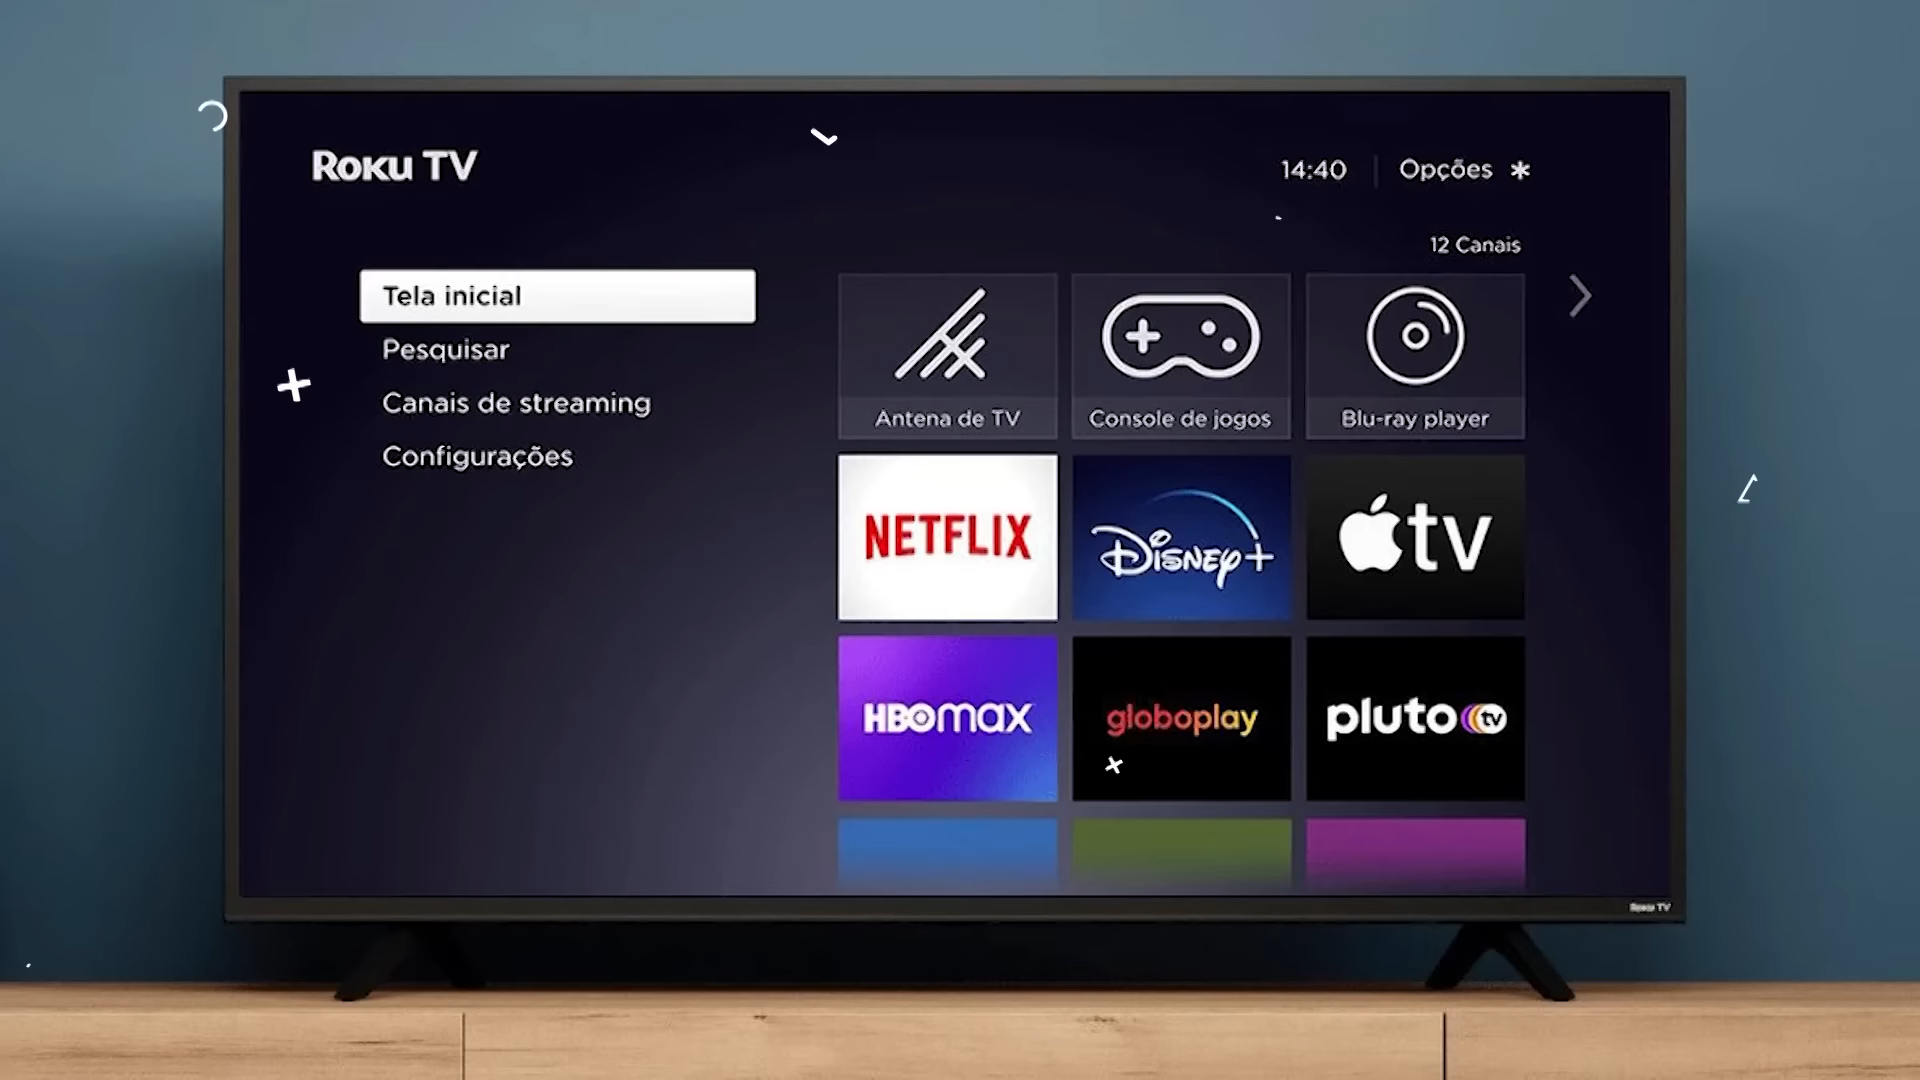 Roku TV
14:40
Opções *
12 Canais
Tela inicial
Pesquisar
Canais de streaming
Configurações
Antena de TV
Console de jogos
Blu-ray player
NETFLIX
Disney+
tv
HBOmax
globoplay
pluto tv
Roku TV